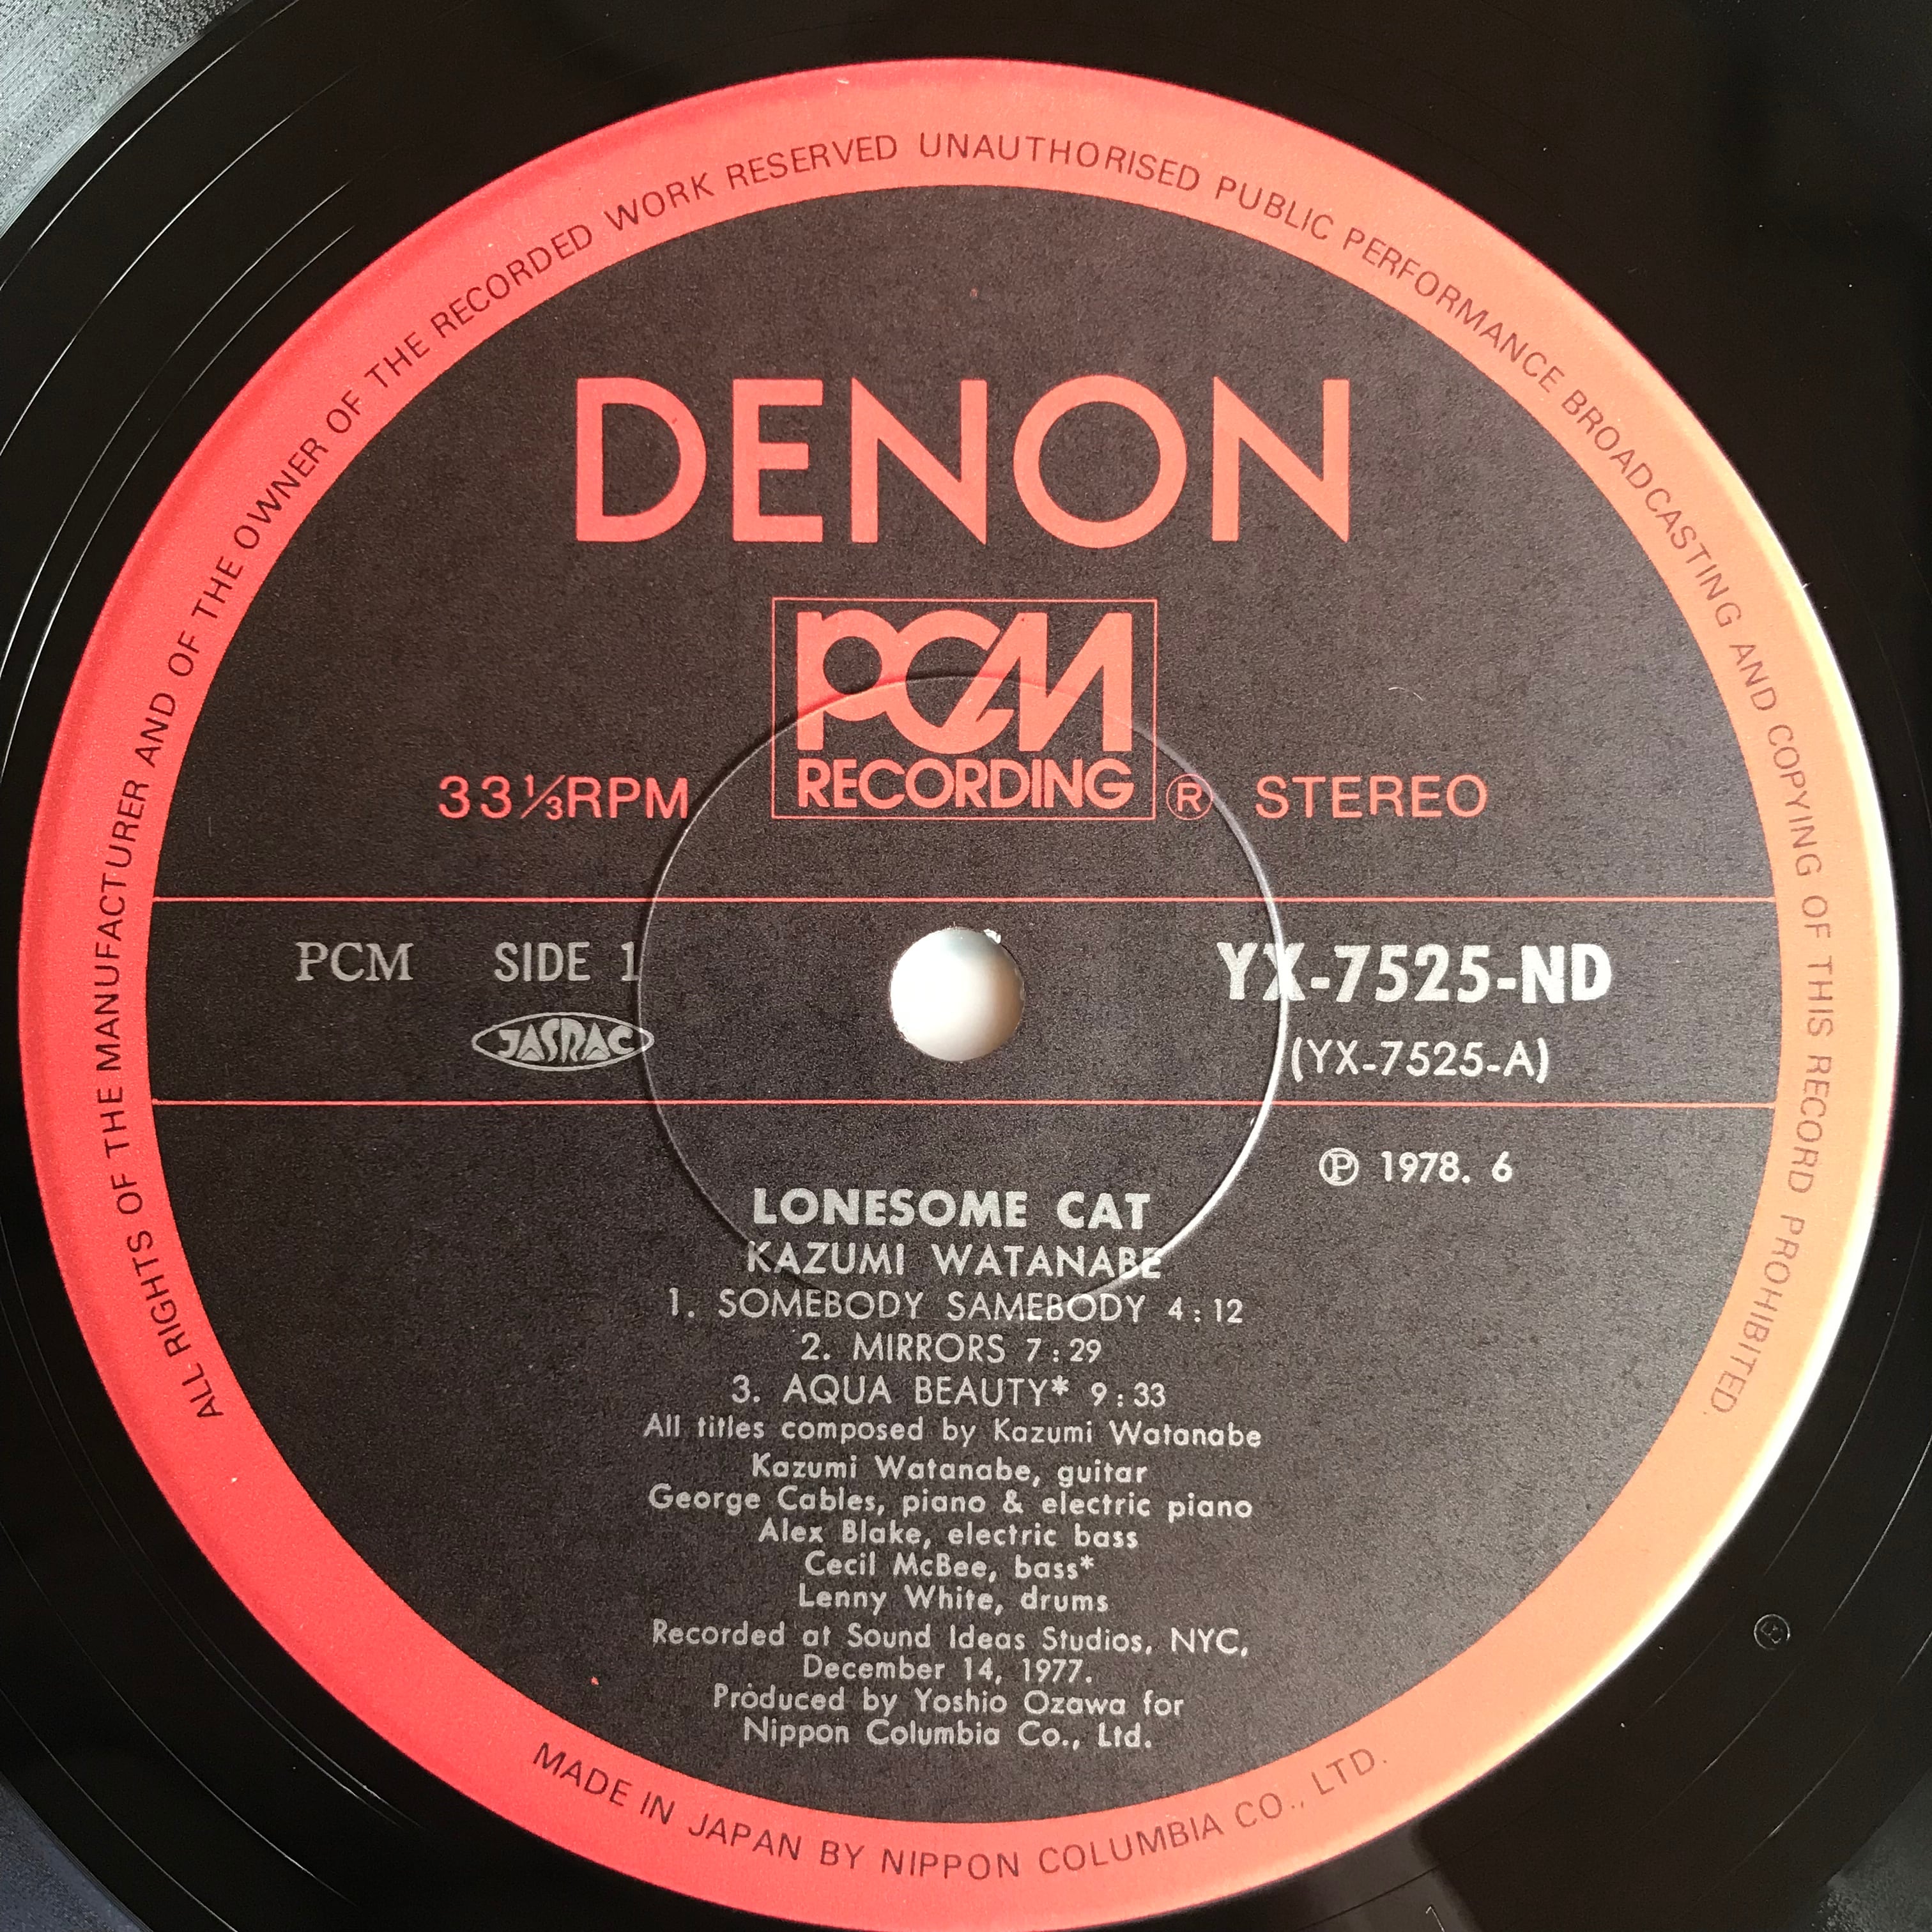 ALL RIGHTS OF THE MANUFACTURER AND OF THE OWNER OF THE RECORDED WORK RESERVED UNAUTHORISED PUBLIC PERFORMANCE BROADCASTING AND COPYING OF THIS RECORD PROHIBITED.
DENON
PCM
RECORDING
33⅓RPM ® STEREO
PCM SIDE 1 YX-7525-ND
JASRAC (YX-7525-A)
℗ 1978. 6
LONESOME CAT
KAZUMI WATANABE
1. SOMEBODY SAMEBODY 4:12
2. MIRRORS 7:29
3. AQUA BEAUTY* 9:33
All titles composed by Kazumi Watanabe
Kazumi Watanabe, guitar
George Cables, piano & electric piano
Alex Blake, electric bass
Cecil McBee, bass*
Lenny White, drums
Recorded at Sound Ideas Studios, NYC,
December 14, 1977.
Produced by Yoshio Ozawa for
Nippon Columbia Co., Ltd.
MADE IN JAPAN BY NIPPON COLUMBIA CO., LTD.